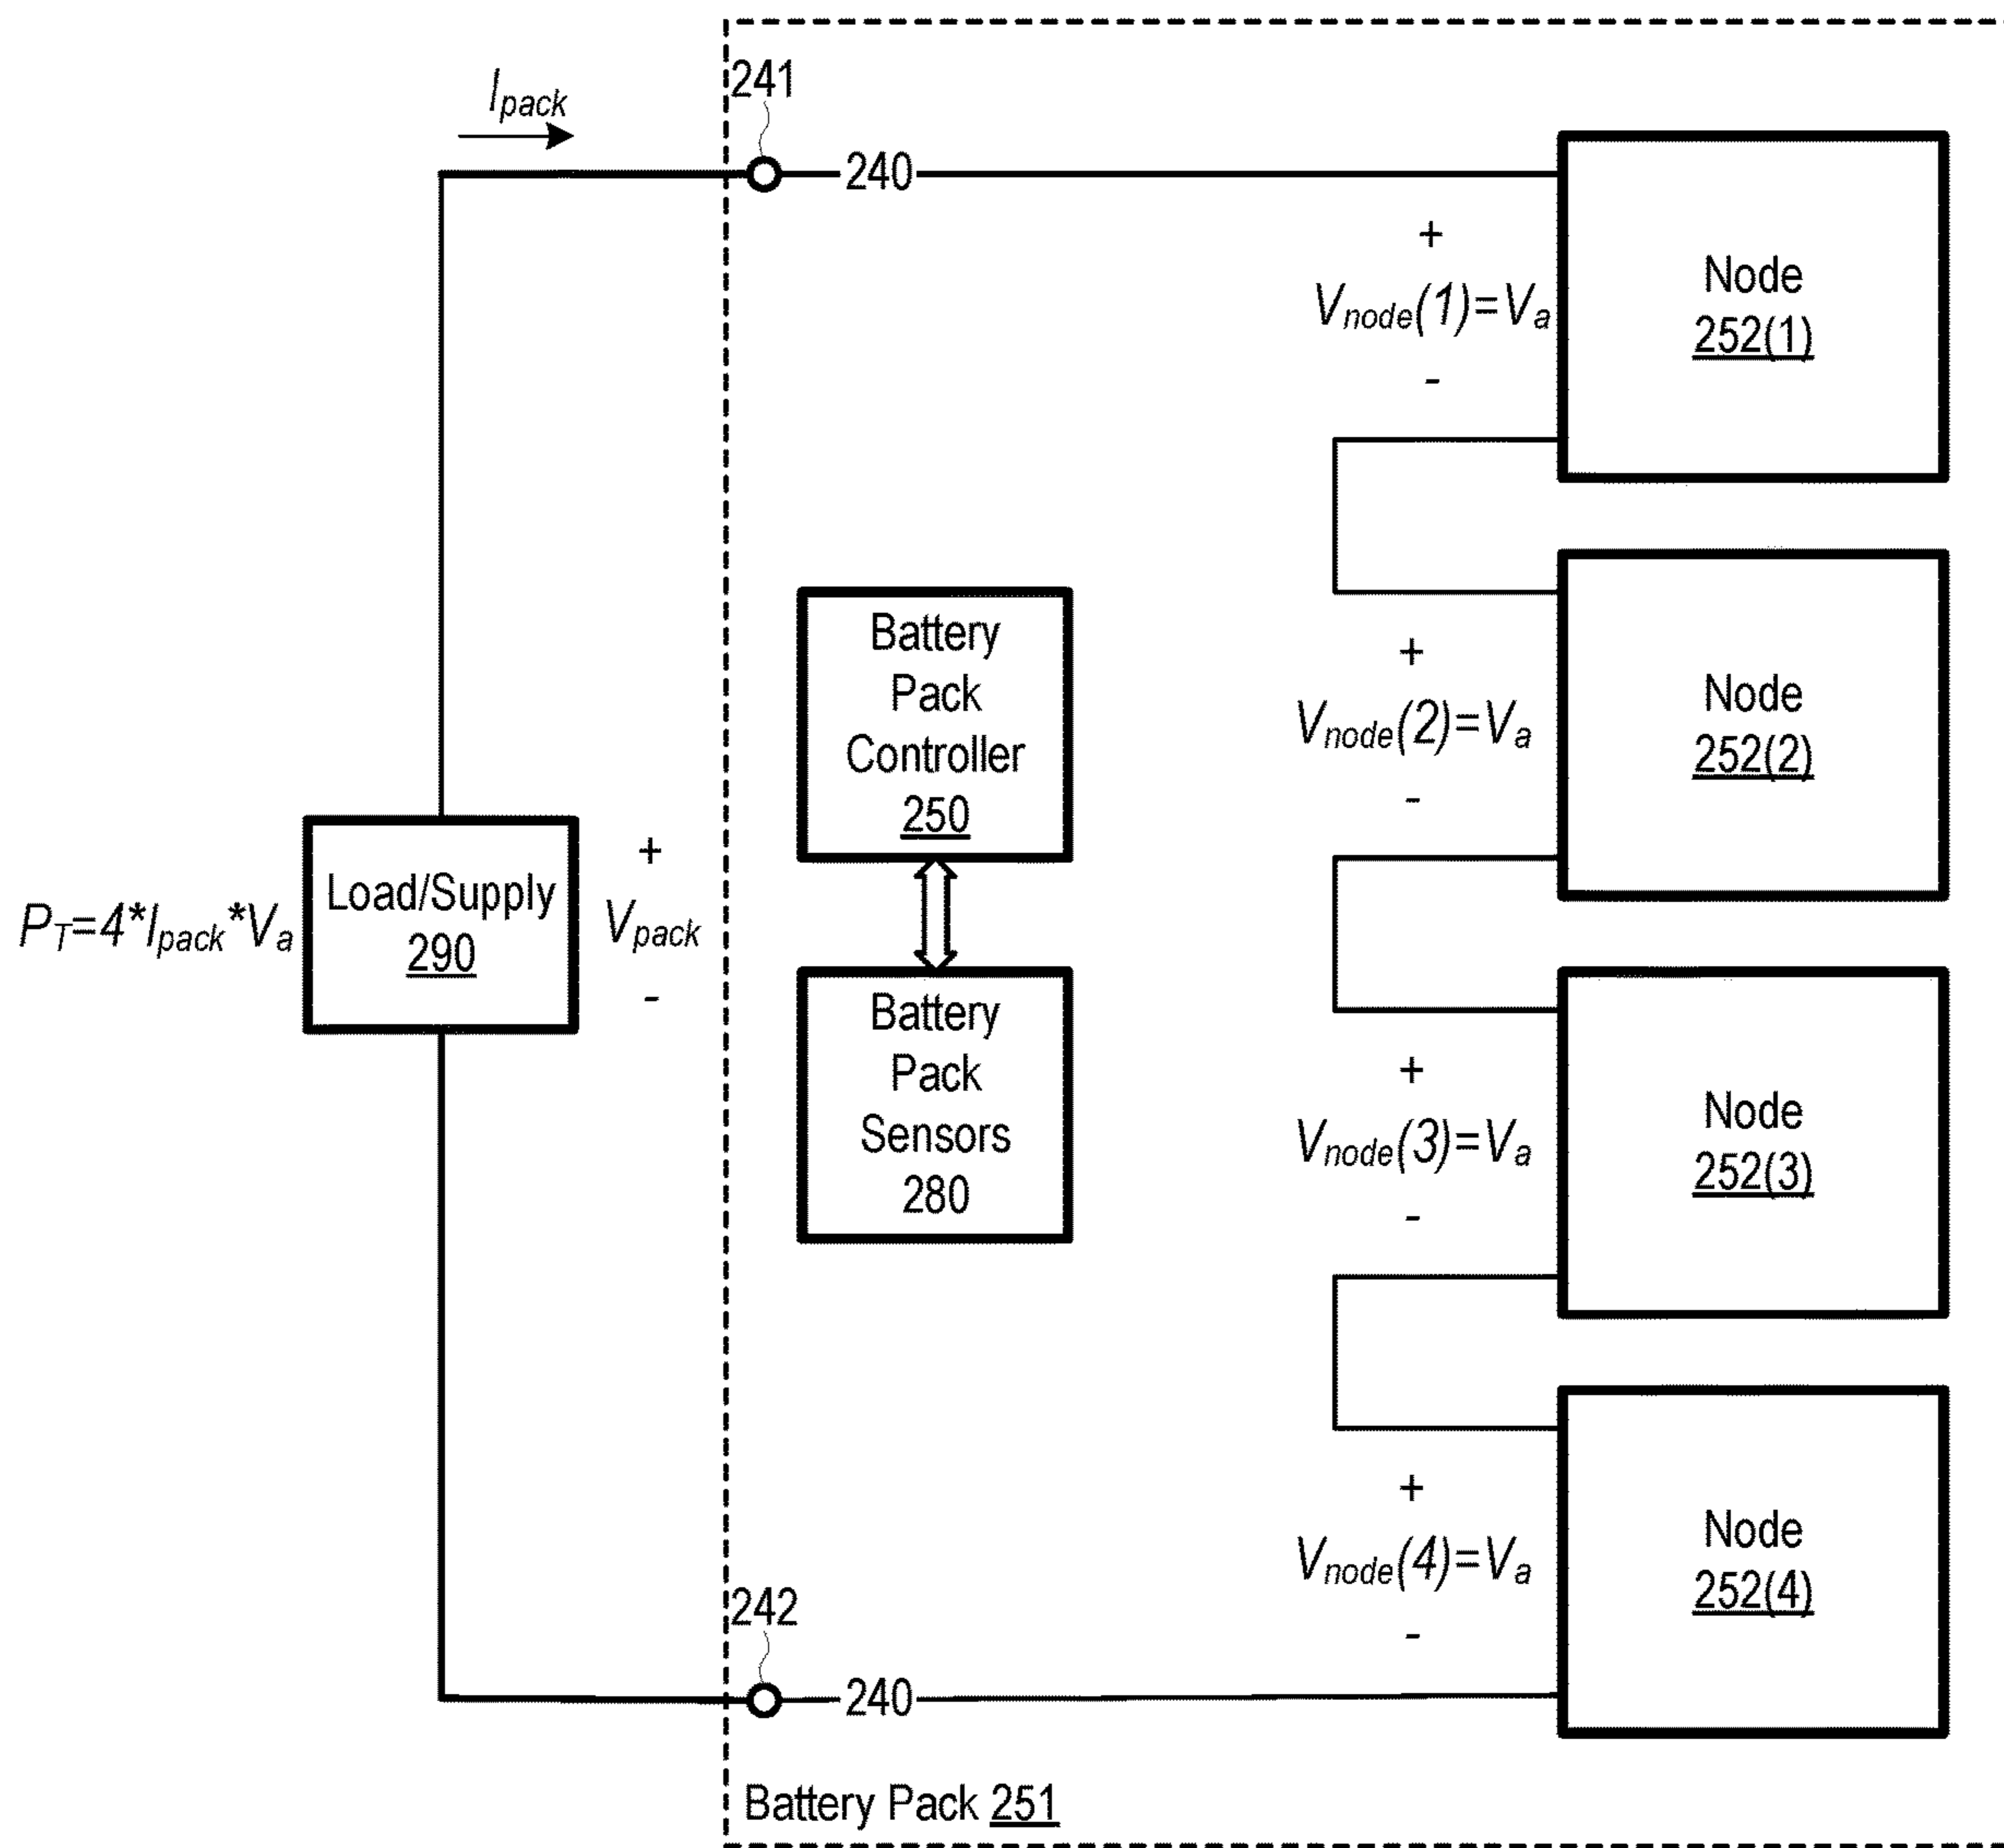 I_pack
241
240
+
V_node(1)=V_a
-
Node
252(1)
+
V_node(2)=V_a
-
Node
252(2)
Battery
Pack
Controller
250
P_T=4*I_pack*V_a
Load/Supply
290
+
V_pack
-
Battery
Pack
Sensors
280
+
V_node(3)=V_a
-
Node
252(3)
+
V_node(4)=V_a
-
Node
252(4)
242
240
Battery Pack 251